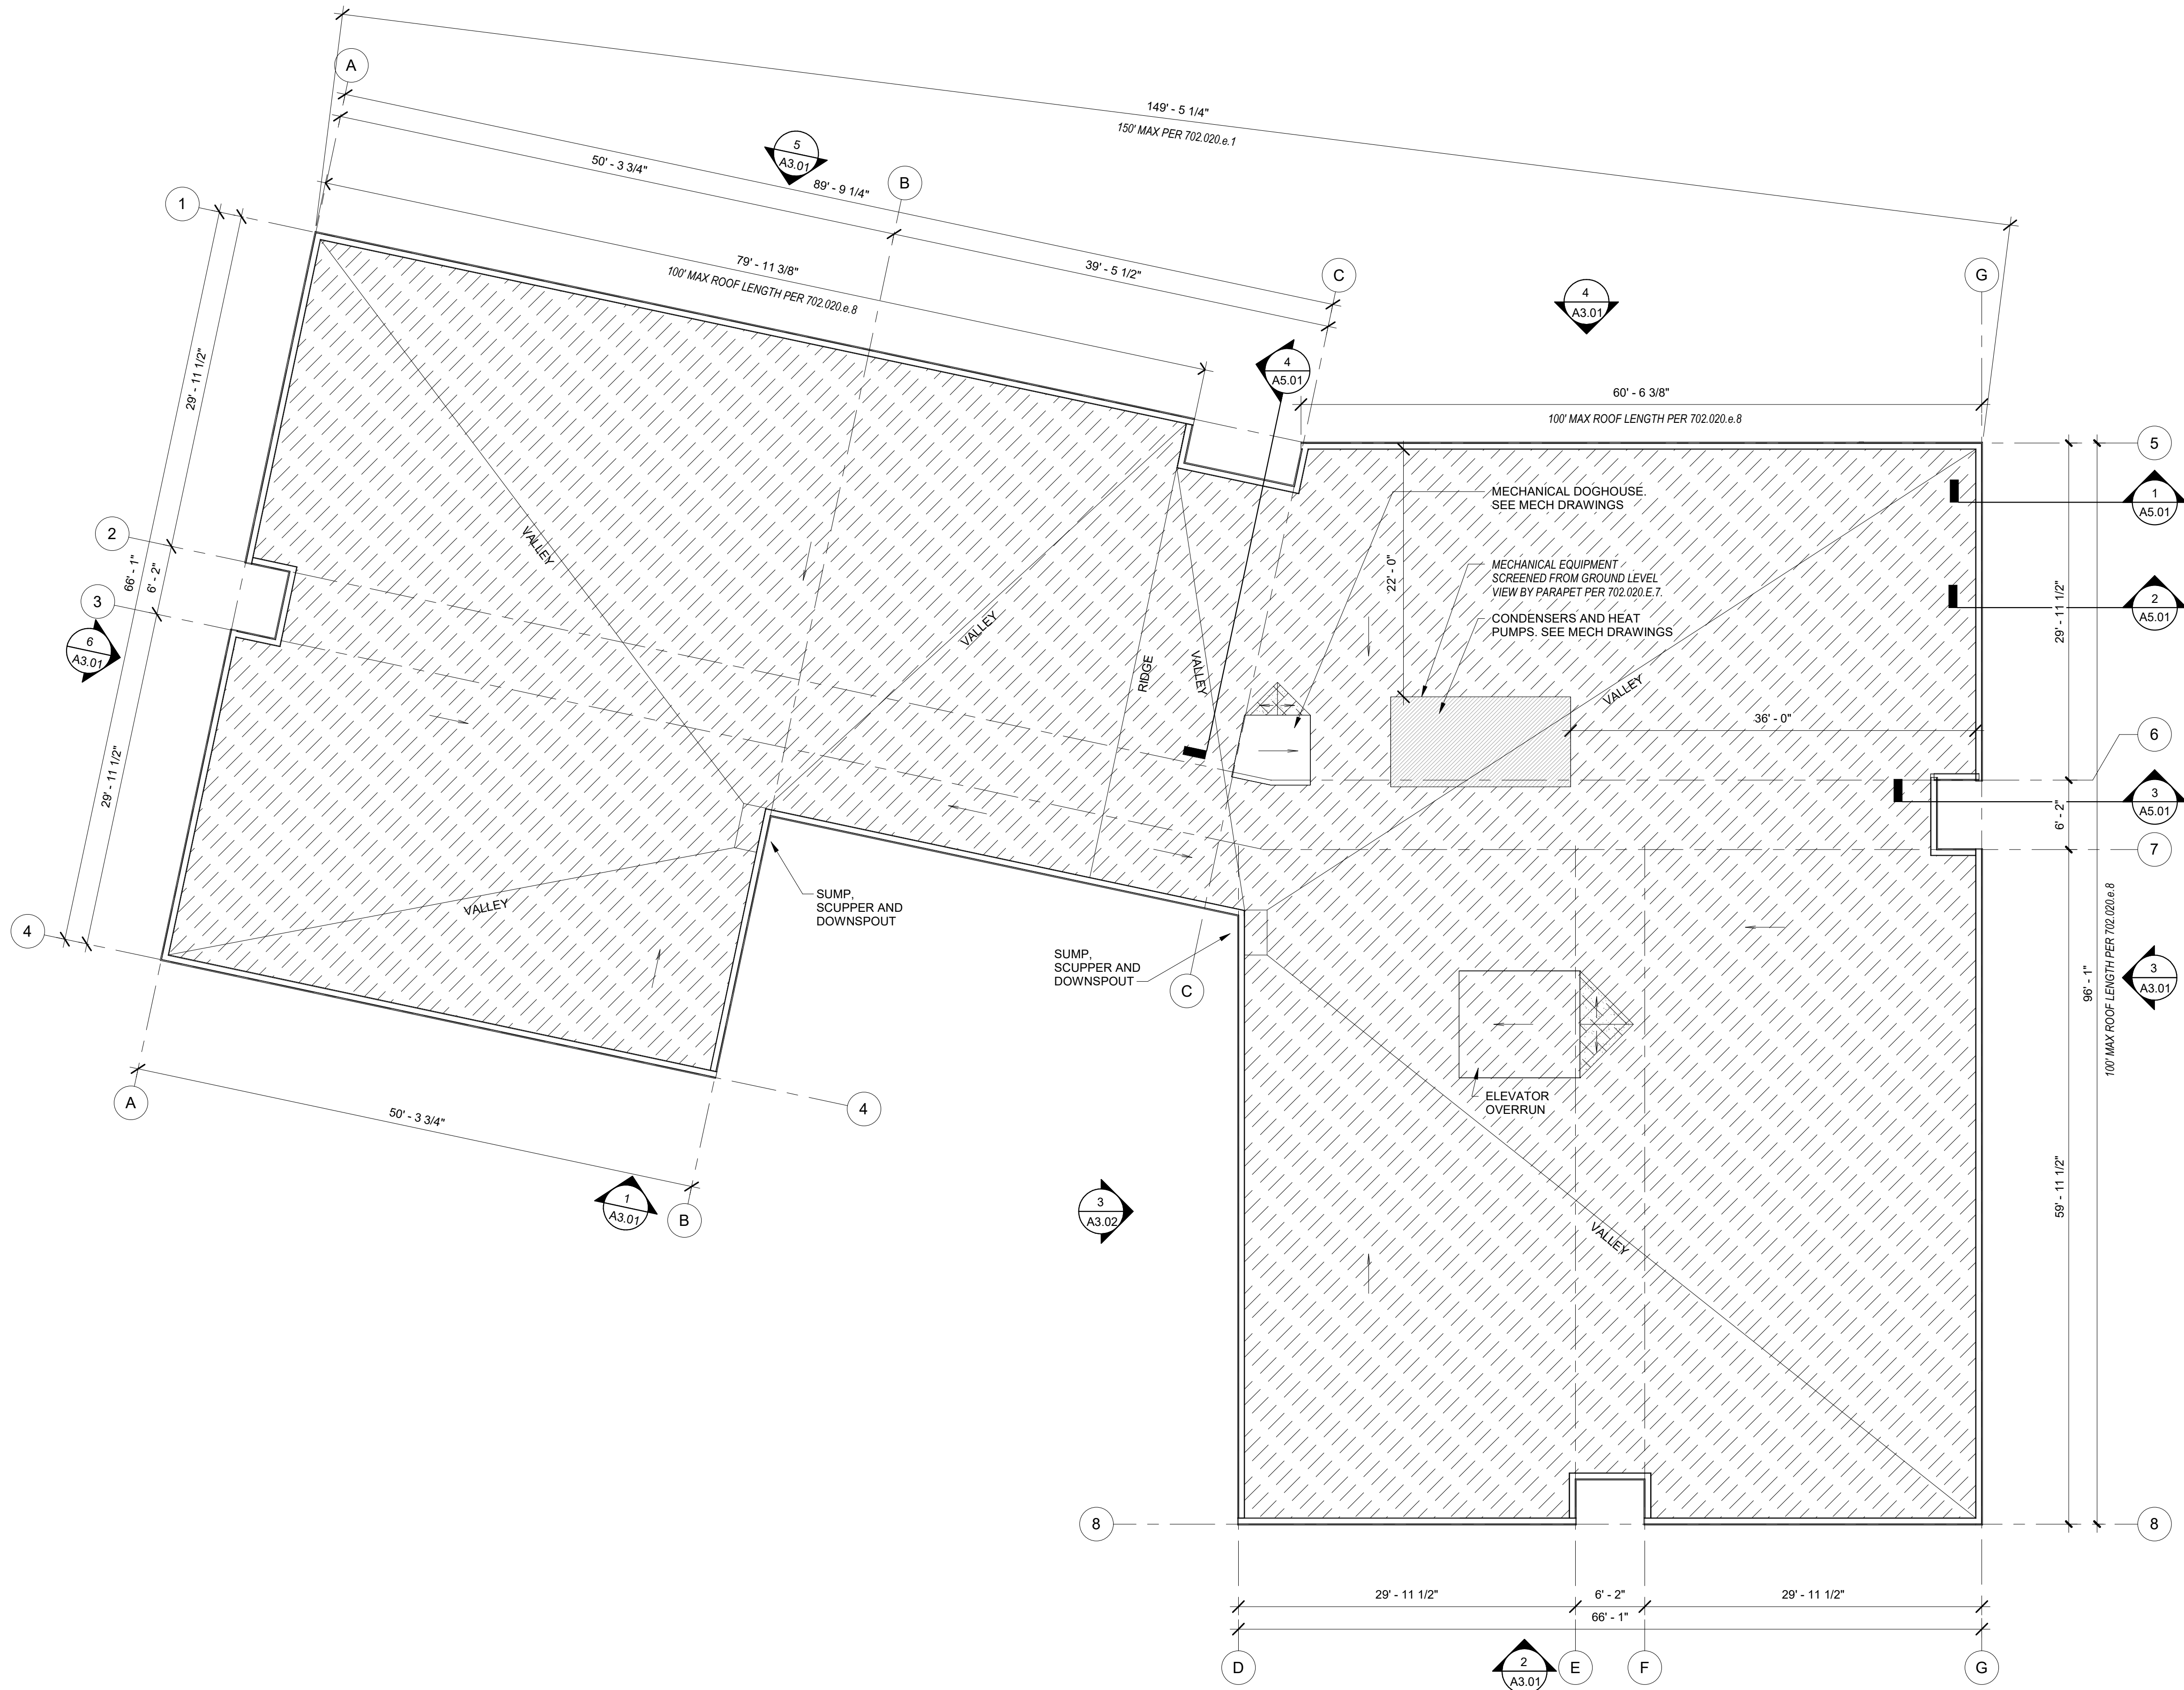 149' - 5 1/4"
150' MAX PER 702.020.e.1
A
5
A3.01
50' - 3 3/4"
89' - 9 1/4"
B
1
79' - 11 3/8"
100' MAX ROOF LENGTH PER 702.020.e.8
39' - 5 1/2"
C
G
4
A3.01
4
A5.01
60' - 6 3/8"
100' MAX ROOF LENGTH PER 702.020.e.8
5
29' - 11 1/2"
MECHANICAL DOGHOUSE.
SEE MECH DRAWINGS
1
A5.01
2
VALLEY
66' - 1"
6' - 2"
22' - 0"
MECHANICAL EQUIPMENT
SCREENED FROM GROUND LEVEL
VIEW BY PARAPET PER 702.020.E.7.
CONDENSERS AND HEAT
PUMPS. SEE MECH DRAWINGS
29' - 11 1/2"
2
A5.01
3
6
A3.01
VALLEY
RIDGE
VALLEY
VALLEY
36' - 0"
6
29' - 11 1/2"
3
A5.01
6' - 2"
7
4
VALLEY
SUMP,
SCUPPER AND
DOWNSPOUT
SUMP,
SCUPPER AND
DOWNSPOUT
C
96' - 1"
100' MAX ROOF LENGTH PER 702.020.e.8
3
A3.01
A
50' - 3 3/4"
4
ELEVATOR
OVERRUN
1
A3.01
B
3
A3.02
59' - 11 1/2"
VALLEY
8
8
29' - 11 1/2"
6' - 2"
29' - 11 1/2"
66' - 1"
D
2
A3.01
E
F
G